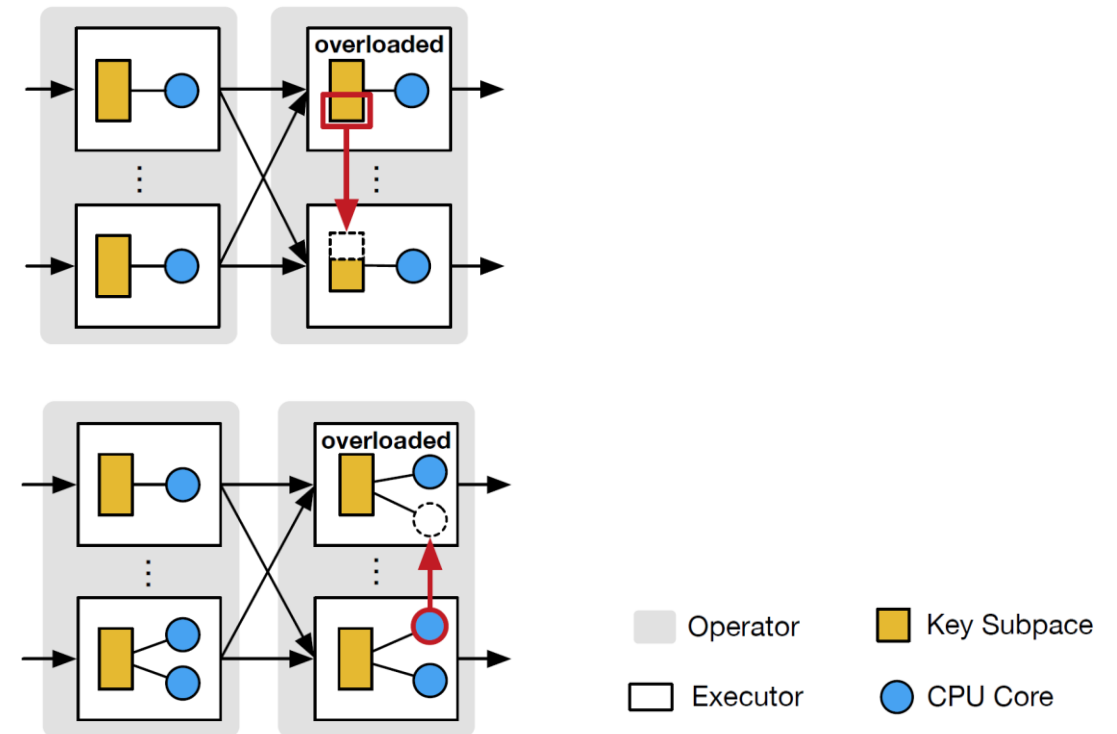 overloaded
overloaded
Operator
Key Subpace
Executor
CPU Core